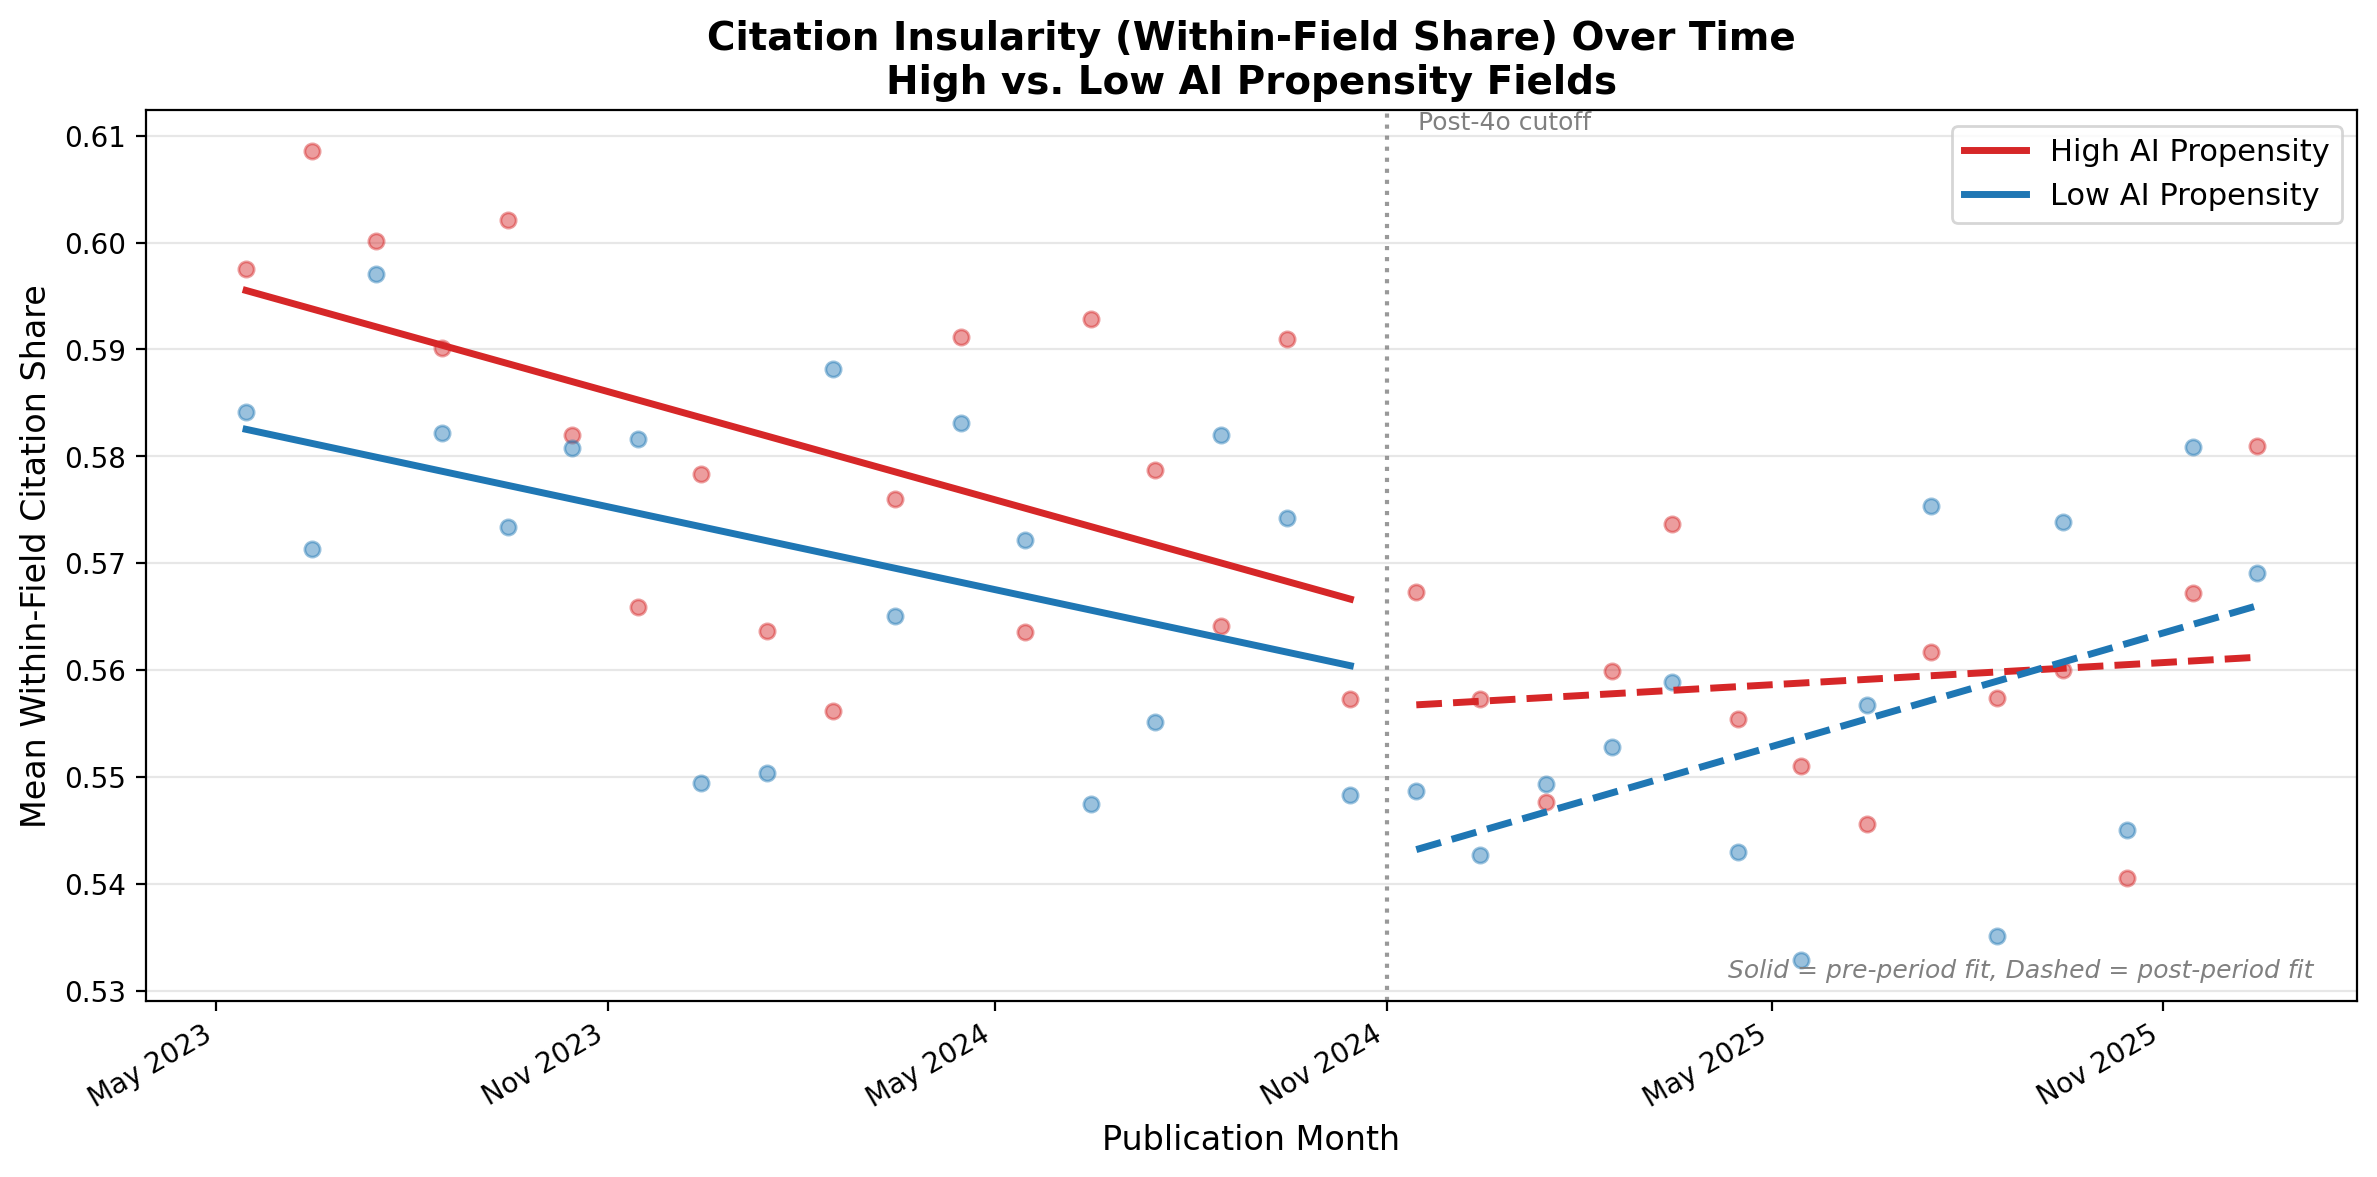 Citation Insularity (Within-Field Share) Over Time
High vs. Low AI Propensity Fields
Post-4o cutoff
High AI Propensity
Low AI Propensity
Mean Within-Field Citation Share
0.61
0.60
0.59
0.58
0.57
0.56
0.55
0.54
0.53
Solid = pre-period fit, Dashed = post-period fit
May 2023
Nov 2023
May 2024
Nov 2024
May 2025
Nov 2025
Publication Month